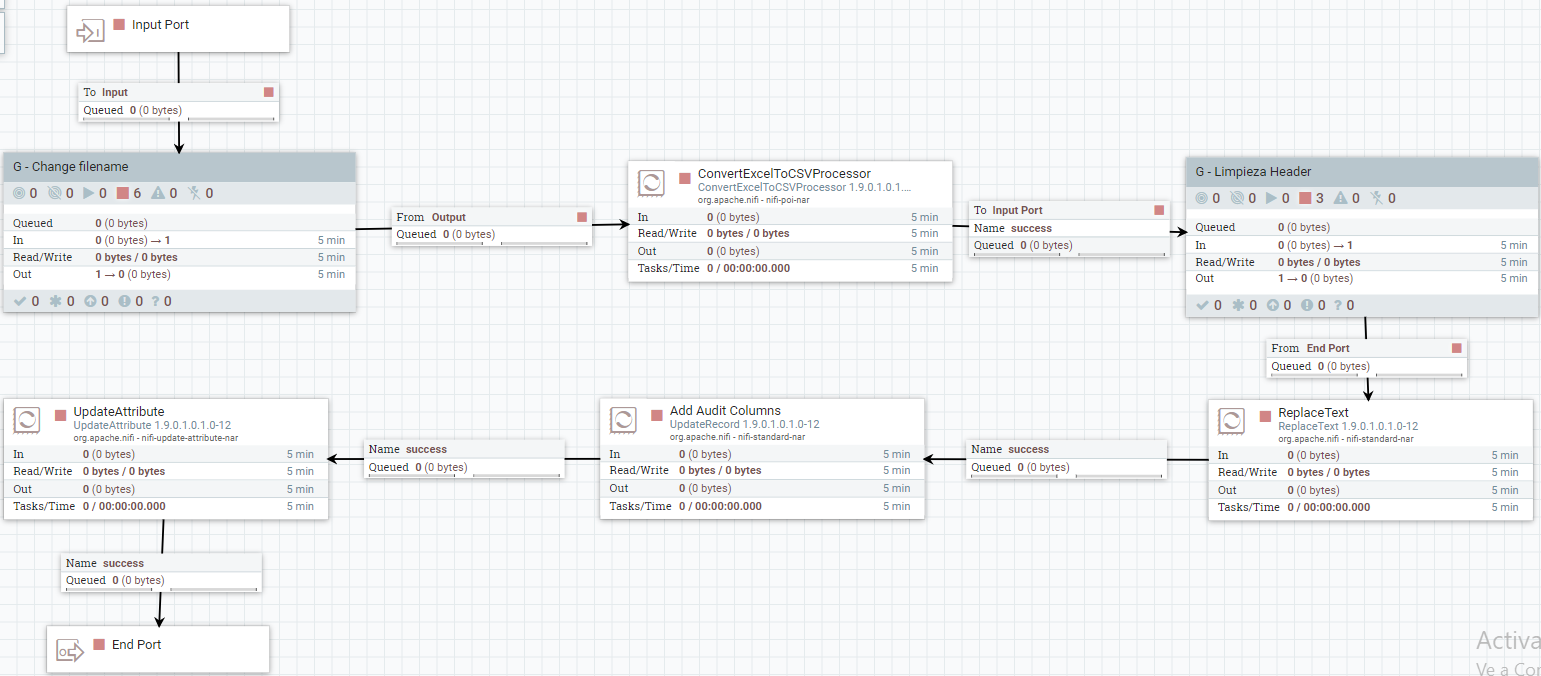 Input Port
To Input
Queued 0 (0 bytes)
G - Change filename
0 0 0 6 0 0
Queued 0 (0 bytes)
In 0 (0 bytes) → 1 5 min
Read/Write 0 bytes / 0 bytes 5 min
Out 1 → 0 (0 bytes) 5 min
0 0 0 0 ? 0
From Output
Queued 0 (0 bytes)
ConvertExcelToCSVProcessor
ConvertExcelToCSVProcessor 1.9.0.1.0.1....
org.apache.nifi - nifi-poi-nar
In 0 (0 bytes) 5 min
Read/Write 0 bytes / 0 bytes 5 min
Out 0 (0 bytes) 5 min
Tasks/Time 0 / 00:00:00.000 5 min
To Input Port
Name success
Queued 0 (0 bytes)
G - Limpieza Header
0 0 0 3 0 0
Queued 0 (0 bytes)
In 0 (0 bytes) → 1 5 min
Read/Write 0 bytes / 0 bytes 5 min
Out 1 → 0 (0 bytes) 5 min
0 0 0 0 ? 0
From End Port
Queued 0 (0 bytes)
ReplaceText
ReplaceText 1.9.0.1.0.1.0-12
org.apache.nifi - nifi-standard-nar
In 0 (0 bytes) 5 min
Read/Write 0 bytes / 0 bytes 5 min
Out 0 (0 bytes) 5 min
Tasks/Time 0 / 00:00:00.000 5 min
Name success
Queued 0 (0 bytes)
Add Audit Columns
UpdateRecord 1.9.0.1.0.1.0-12
org.apache.nifi - nifi-standard-nar
In 0 (0 bytes) 5 min
Read/Write 0 bytes / 0 bytes 5 min
Out 0 (0 bytes) 5 min
Tasks/Time 0 / 00:00:00.000 5 min
Name success
Queued 0 (0 bytes)
UpdateAttribute
UpdateAttribute 1.9.0.1.0.1.0-12
org.apache.nifi - nifi-update-attribute-nar
In 0 (0 bytes) 5 min
Read/Write 0 bytes / 0 bytes 5 min
Out 0 (0 bytes) 5 min
Tasks/Time 0 / 00:00:00.000 5 min
Name success
Queued 0 (0 bytes)
End Port
Activa
Ve a Con